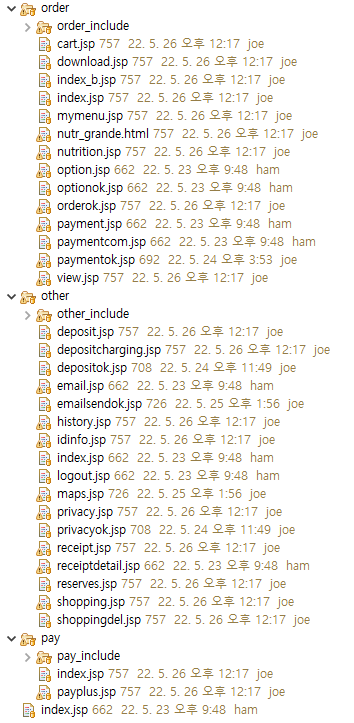 order
order_include
cart.jsp 757 22. 5. 26 오후 12:17 joe
download.jsp 757 22. 5. 26 오후 12:17 joe
index_b.jsp 757 22. 5. 26 오후 12:17 joe
index.jsp 757 22. 5. 26 오후 12:17 joe
mymenu.jsp 757 22. 5. 26 오후 12:17 joe
nutr_grande.html 757 22. 5. 26 오후 12:17 joe
nutrition.jsp 757 22. 5. 26 오후 12:17 joe
option.jsp 662 22. 5. 23 오후 9:48 ham
optionok.jsp 662 22. 5. 23 오후 9:48 ham
orderok.jsp 757 22. 5. 26 오후 12:17 joe
payment.jsp 662 22. 5. 23 오후 9:48 ham
paymentcom.jsp 662 22. 5. 23 오후 9:48 ham
paymentok.jsp 692 22. 5. 24 오후 3:53 joe
view.jsp 757 22. 5. 26 오후 12:17 joe
other
other_include
deposit.jsp 757 22. 5. 26 오후 12:17 joe
depositcharging.jsp 757 22. 5. 26 오후 12:17 joe
depositok.jsp 708 22. 5. 24 오후 11:49 joe
email.jsp 662 22. 5. 23 오후 9:48 ham
emailsendok.jsp 726 22. 5. 25 오후 1:56 joe
history.jsp 757 22. 5. 26 오후 12:17 joe
idinfo.jsp 757 22. 5. 26 오후 12:17 joe
index.jsp 662 22. 5. 23 오후 9:48 ham
logout.jsp 662 22. 5. 23 오후 9:48 ham
maps.jsp 726 22. 5. 25 오후 1:56 joe
privacy.jsp 757 22. 5. 26 오후 12:17 joe
privacyok.jsp 708 22. 5. 24 오후 11:49 joe
receipt.jsp 757 22. 5. 26 오후 12:17 joe
receiptdetail.jsp 662 22. 5. 23 오후 9:48 ham
reserves.jsp 757 22. 5. 26 오후 12:17 joe
shopping.jsp 757 22. 5. 26 오후 12:17 joe
shoppingdel.jsp 757 22. 5. 26 오후 12:17 joe
pay
pay_include
index.jsp 757 22. 5. 26 오후 12:17 joe
payplus.jsp 757 22. 5. 26 오후 12:17 joe
index.jsp 662 22. 5. 23 오후 9:48 ham